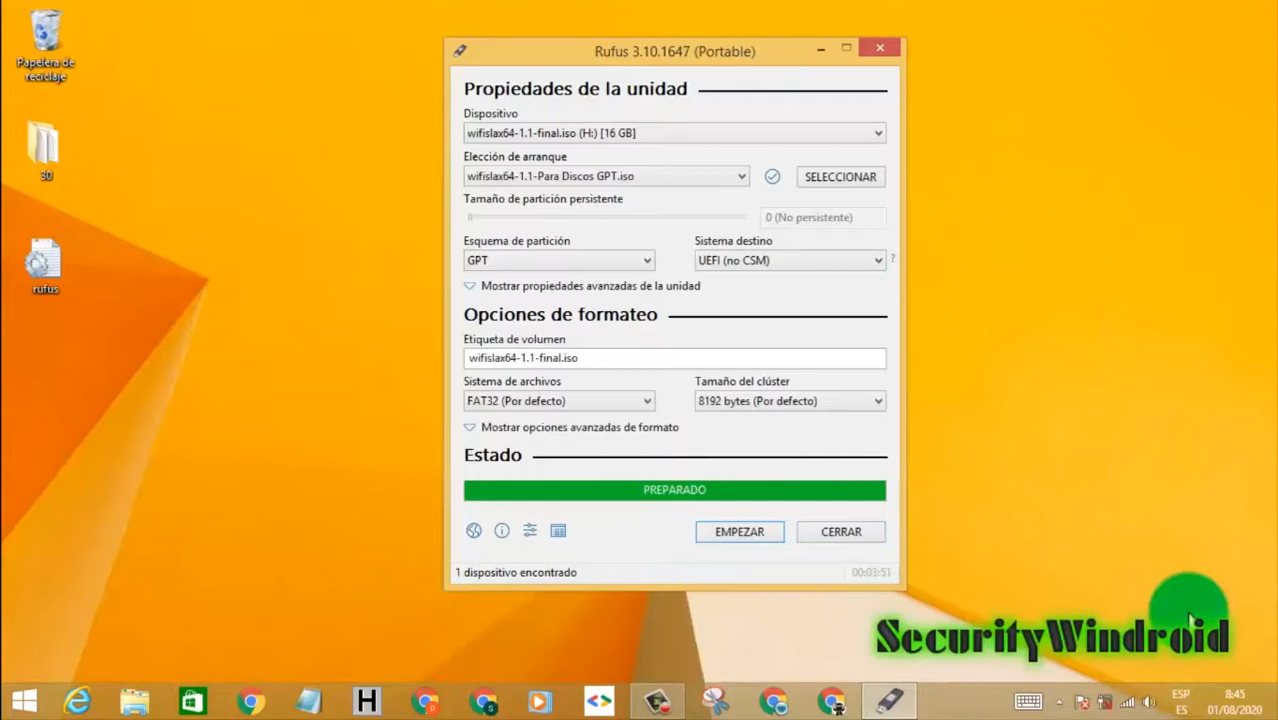 Papelera de
reciclaje
30
rufus
Rufus 3.10.1647 (Portable)
Propiedades de la unidad
Dispositivo
wifislax64-1.1-final.iso (H:) [16 GB]
Elección de arranque
wifislax64-1.1-Para Discos GPT.iso
SELECCIONAR
Tamaño de partición persistente
0 (No persistente)
Esquema de partición
Sistema destino
GPT
UEFI (no CSM)
?
Mostrar propiedades avanzadas de la unidad
Opciones de formateo
Etiqueta de volumen
wifislax64-1.1-final.iso
Sistema de archivos
Tamaño del clúster
FAT32 (Por defecto)
8192 bytes (Por defecto)
Mostrar opciones avanzadas de formato
Estado
PREPARADO
EMPEZAR
CERRAR
1 dispositivo encontrado
00:03:51
SecurityWindroid
H
ESP
ES
8:45
01/08/2020